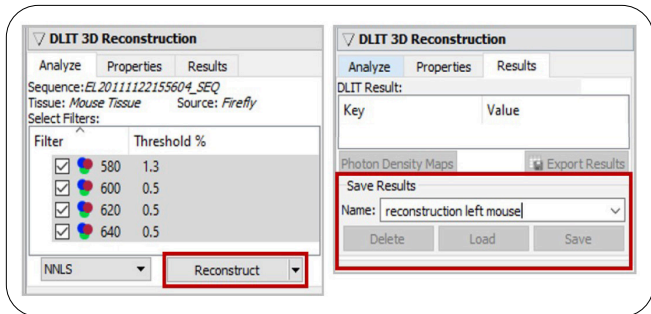 DLIT 3D Reconstruction
Analyze Properties Results
Sequence:EL20111122155604_SEQ
Tissue: Mouse Tissue Source: Firefly
Select Filters:
Filter Threshold %
580 1.3
600 0.5
620 0.5
640 0.5
NNLS Reconstruct
DLIT 3D Reconstruction
Analyze Properties Results
DLIT Result:
Key Value
Photon Density Maps Export Results
Save Results
Name: reconstruction left mouse
Delete Load Save